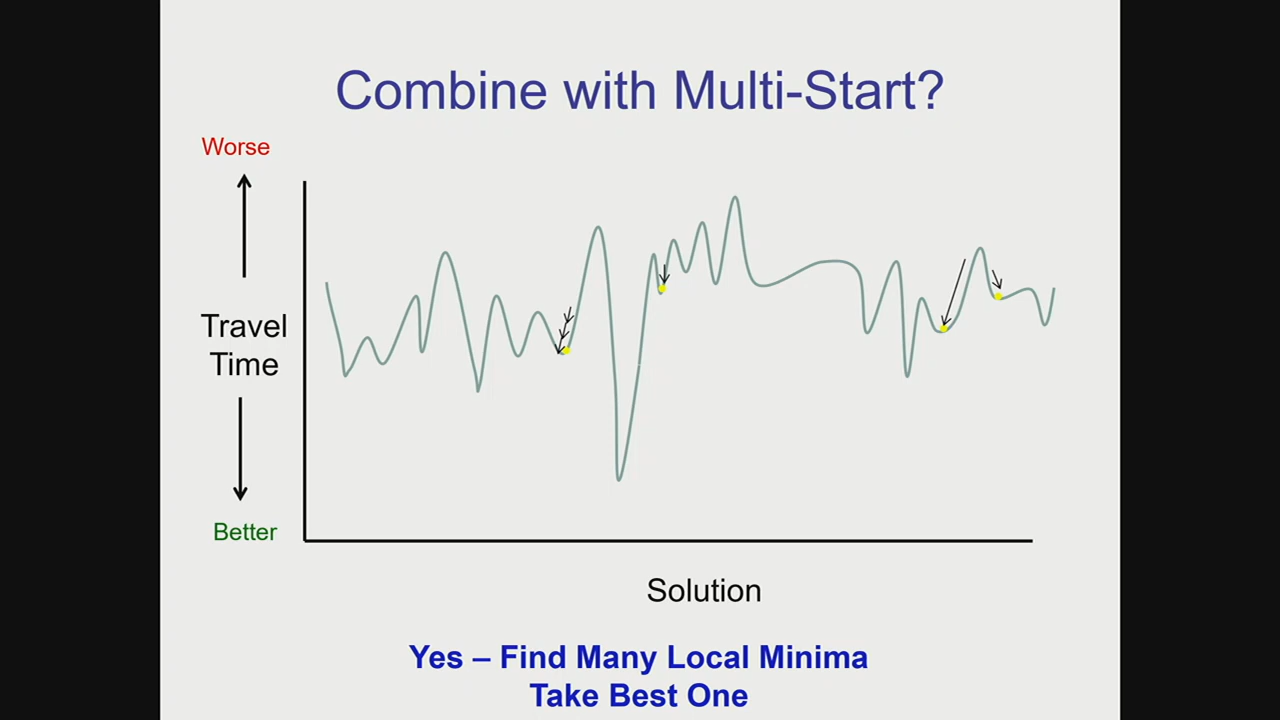 Combine with Multi-Start?
Worse
Travel
Time
Better
Solution
Yes – Find Many Local Minima
Take Best One